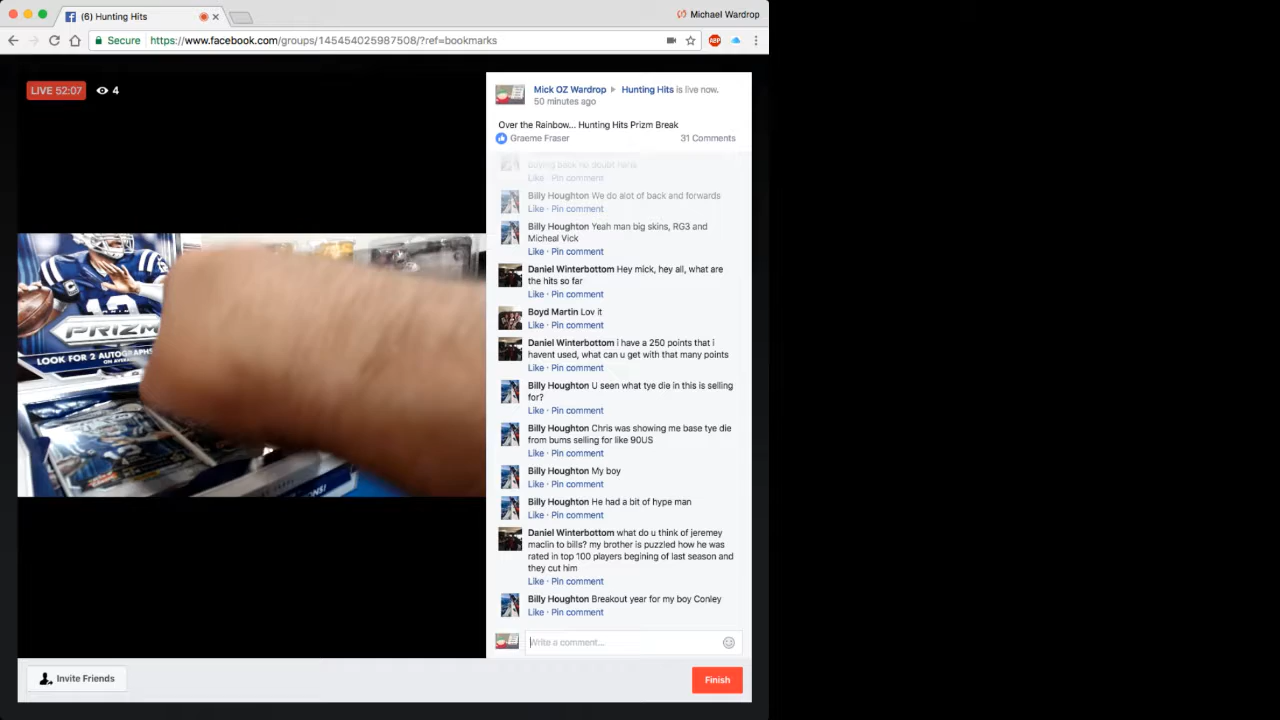 (6) Hunting Hits
Michael Wardrop
Secure
https://www.facebook.com/groups/145454025987508/?ref=bookmarks
ABP
LIVE 52:07
4
Mick OZ Wardrop
Hunting Hits is live now.
50 minutes ago
Over the Rainbow... Hunting Hits Prizm Break
Graeme Fraser
31 Comments
buying back no doubt haha
Like · Pin comment
Billy Houghton We do alot of back and forwards
Like · Pin comment
Billy Houghton Yeah man big skins, RG3 and
Micheal Vick
Like · Pin comment
Daniel Winterbottom Hey mick, hey all, what are
the hits so far
Like · Pin comment
Boyd Martin Lov it
Like · Pin comment
Daniel Winterbottom i have a 250 points that i
havent used, what can u get with that many points
Like · Pin comment
Billy Houghton U seen what tye die in this is selling
for?
Like · Pin comment
Billy Houghton Chris was showing me base tye die
from bums selling for like 90US
Like · Pin comment
Billy Houghton My boy
Like · Pin comment
Billy Houghton He had a bit of hype man
Like · Pin comment
Daniel Winterbottom what do u think of jeremey
maclin to bills? my brother is puzzled how he was
rated in top 100 players begining of last season and
they cut him
Like · Pin comment
Billy Houghton Breakout year for my boy Conley
Like · Pin comment
Write a comment...
Invite Friends
Finish
PRIZM
LOOK FOR 2 AUTOGRAPHS